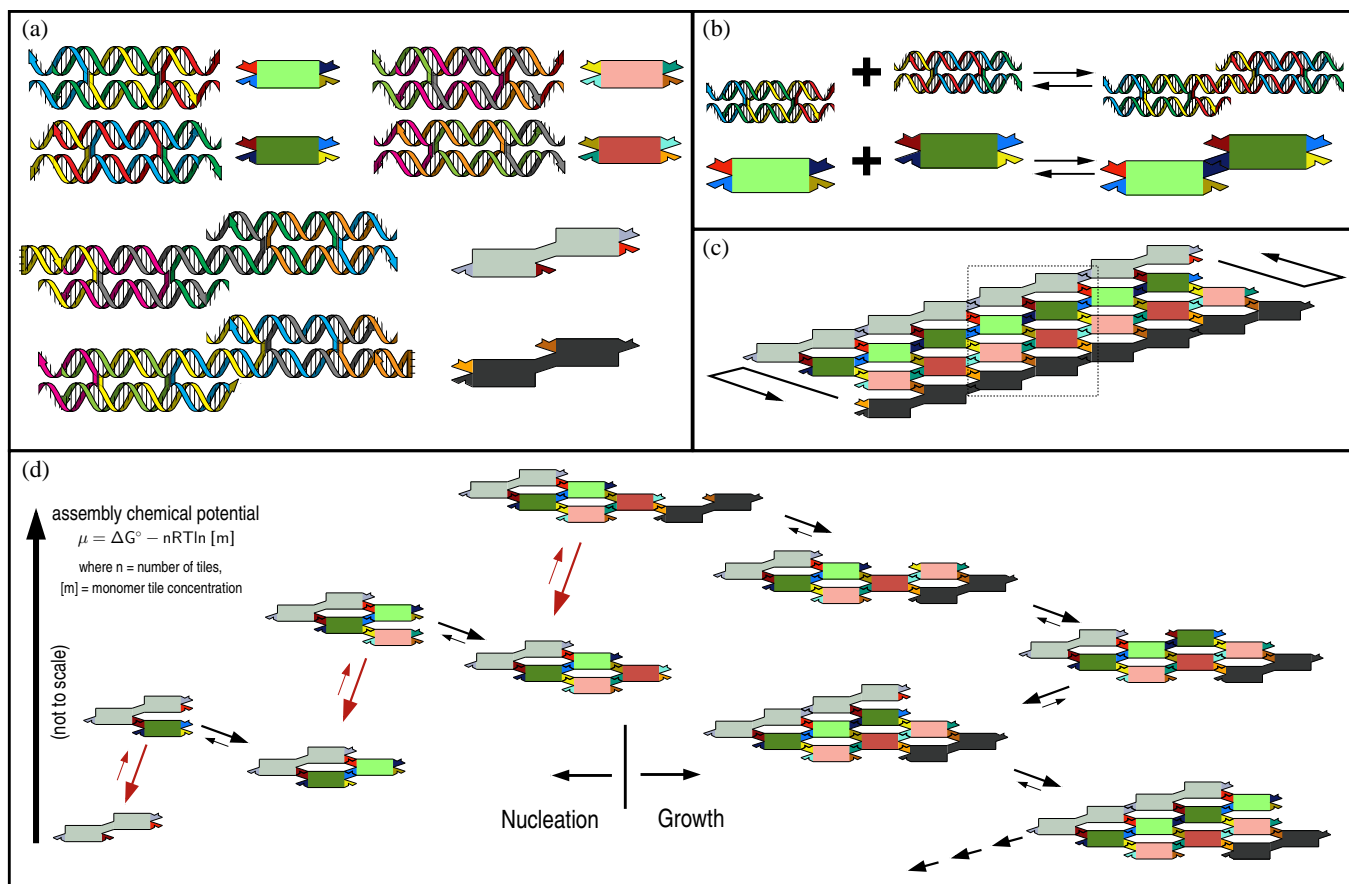 (a)
(b)
(c)
(d)
assembly chemical potential
μ = ΔG° − nRTln [m]
where n = number of tiles,
[m] = monomer tile concentration
(not to scale)
Nucleation
Growth